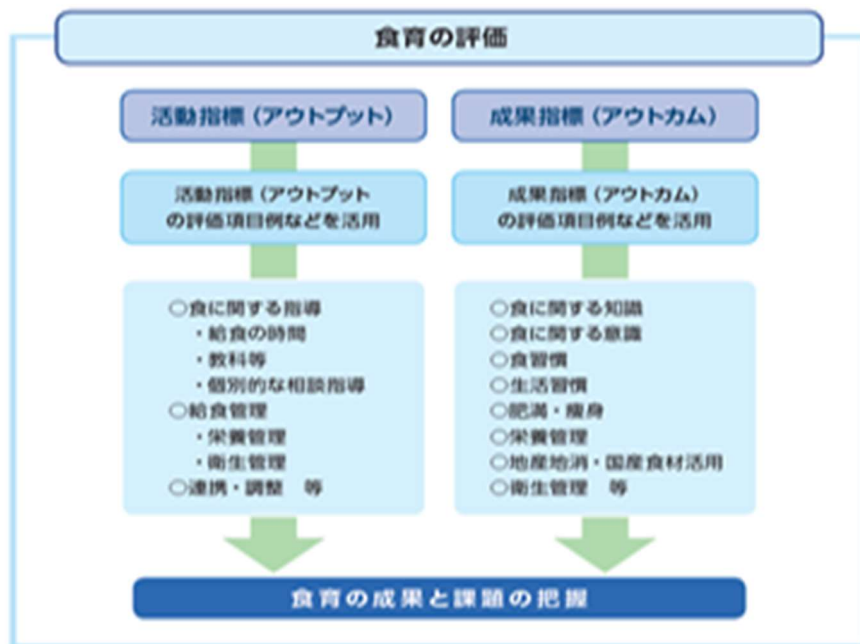 食育の評価
活動指標（アウトプット）
活動指標（アウトプット
の評価項目例などを活用
○食に関する指導
・給食の時間
・教科等
・個別的な相談指導
○給食管理
・栄養管理
・衛生管理
○連携・調整　等
成果指標（アウトカム）
成果指標（アウトカム）
の評価項目例などを活用
○食に関する知識
○食に関する意識
○食習慣
○生活習慣
○肥満・痩身
○栄養管理
○地産地消・国産食材活用
○衛生管理　等
食育の成果と課題の把握